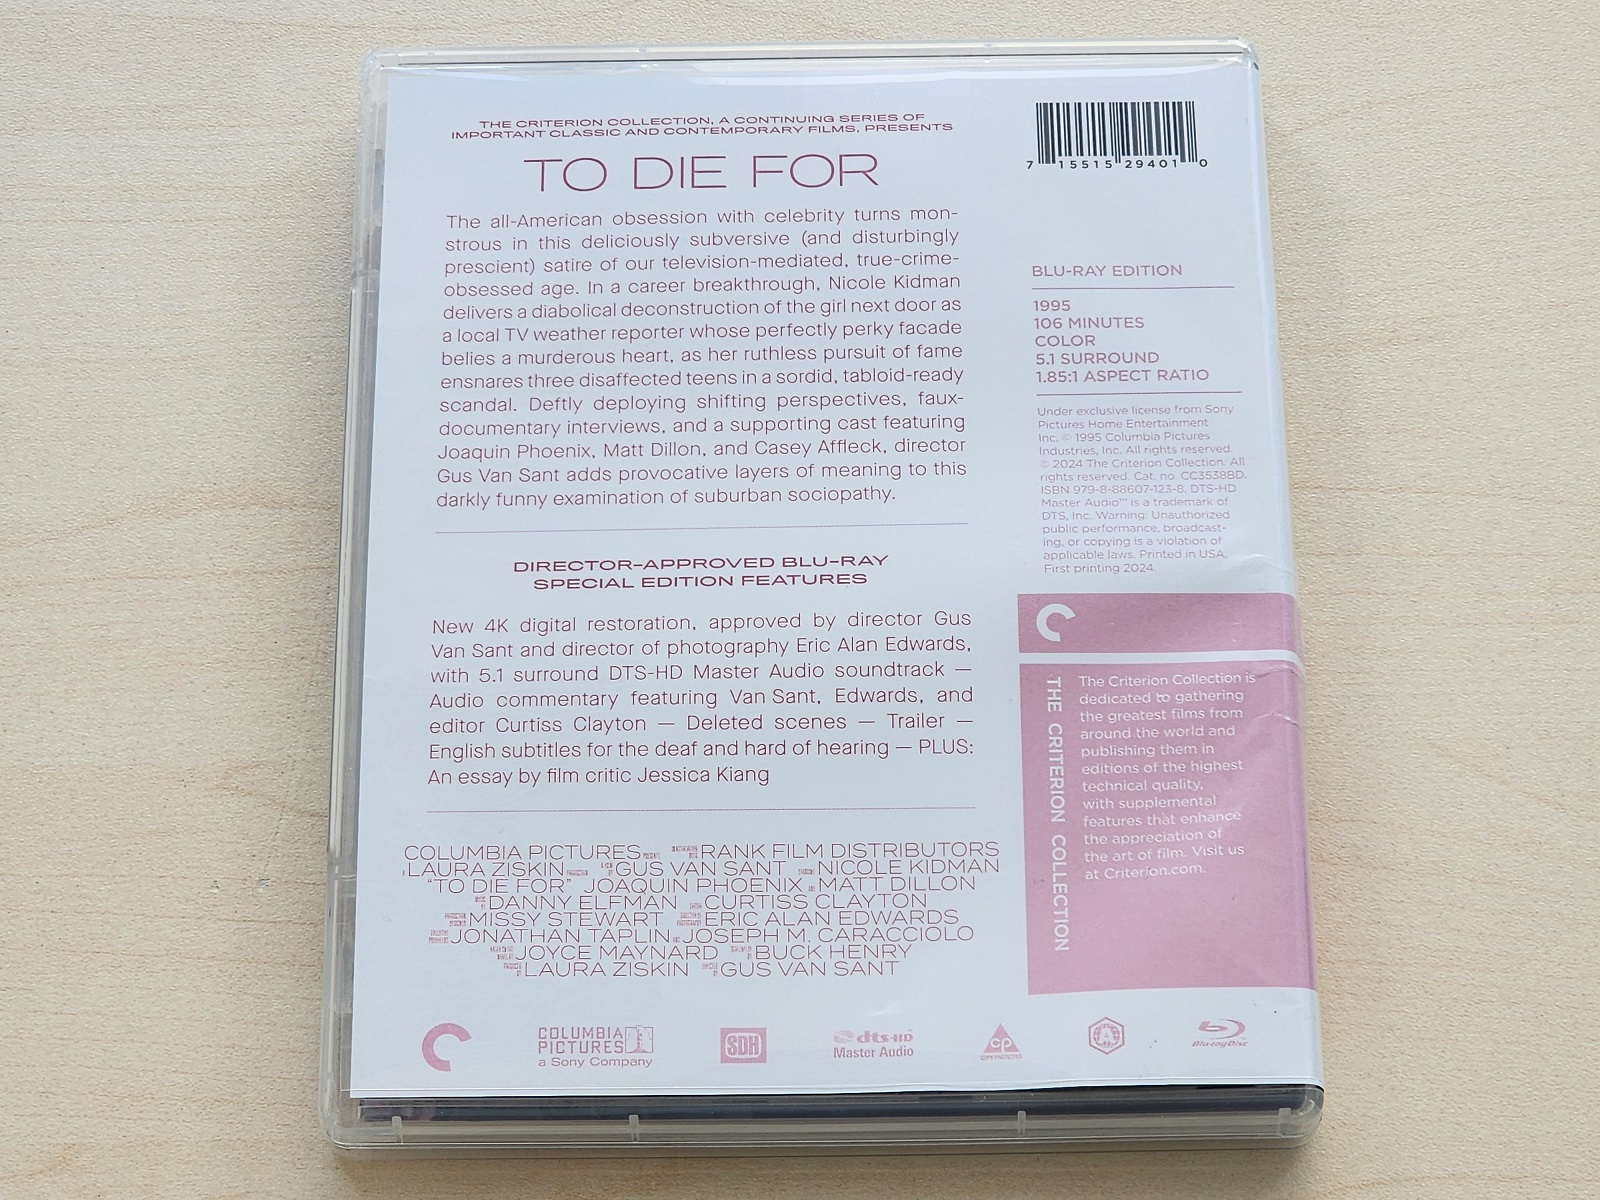 THE CRITERION COLLECTION, A CONTINUING SERIES OF
IMPORTANT CLASSIC AND CONTEMPORARY FILMS, PRESENTS
TO DIE FOR
The all-American obsession with celebrity turns mon-
strous in this deliciously subversive (and disturbingly
prescient) satire of our television-mediated, true-crime-
obsessed age. In a career breakthrough, Nicole Kidman
delivers a diabolical deconstruction of the girl next door as
a local TV weather reporter whose perfectly perky facade
belies a murderous heart, as her ruthless pursuit of fame
ensnares three disaffected teens in a sordid, tabloid-ready
scandal. Deftly deploying shifting perspectives, faux-
documentary interviews, and a supporting cast featuring
Joaquin Phoenix, Matt Dillon, and Casey Affleck, director
Gus Van Sant adds provocative layers of meaning to this
darkly funny examination of suburban sociopathy.
DIRECTOR-APPROVED BLU-RAY
SPECIAL EDITION FEATURES
New 4K digital restoration, approved by director Gus
Van Sant and director of photography Eric Alan Edwards,
with 5.1 surround DTS-HD Master Audio soundtrack —
Audio commentary featuring Van Sant, Edwards, and
editor Curtiss Clayton — Deleted scenes — Trailer —
English subtitles for the deaf and hard of hearing — PLUS:
An essay by film critic Jessica Kiang
COLUMBIA PICTURES RANK FILM DISTRIBUTORS
LAURA ZISKIN GUS VAN SANT NICOLE KIDMAN
"TO DIE FOR" JOAQUIN PHOENIX MATT DILLON
DANNY ELFMAN CURTISS CLAYTON
MISSY STEWART ERIC ALAN EDWARDS
JONATHAN TAPLIN JOSEPH M. CARACCIOLO
JOYCE MAYNARD BUCK HENRY
LAURA ZISKIN GUS VAN SANT
7 15515 29401 0
BLU-RAY EDITION
1995
106 MINUTES
COLOR
5.1 SURROUND
1.85:1 ASPECT RATIO
Under exclusive license from Sony
Pictures Home Entertainment
Inc. © 1995 Columbia Pictures
Industries, Inc. All rights reserved.
© 2024 The Criterion Collection. All
rights reserved. Cat. no. CC3538BD.
ISBN 979-8-88607-123-8. DTS-HD
Master Audio™ is a trademark of
DTS, Inc. Warning: Unauthorized
public performance, broadcast-
ing, or copying is a violation of
applicable laws. Printed in USA.
First printing 2024.
THE CRITERION COLLECTION
The Criterion Collection is
dedicated to gathering
the greatest films from
around the world and
publishing them in
editions of the highest
technical quality,
with supplemental
features that enhance
the appreciation of
the art of film. Visit us
at Criterion.com.
COLUMBIA
PICTURES
a Sony Company
SDH
dts-HD
Master Audio
CP
Blu-ray Disc